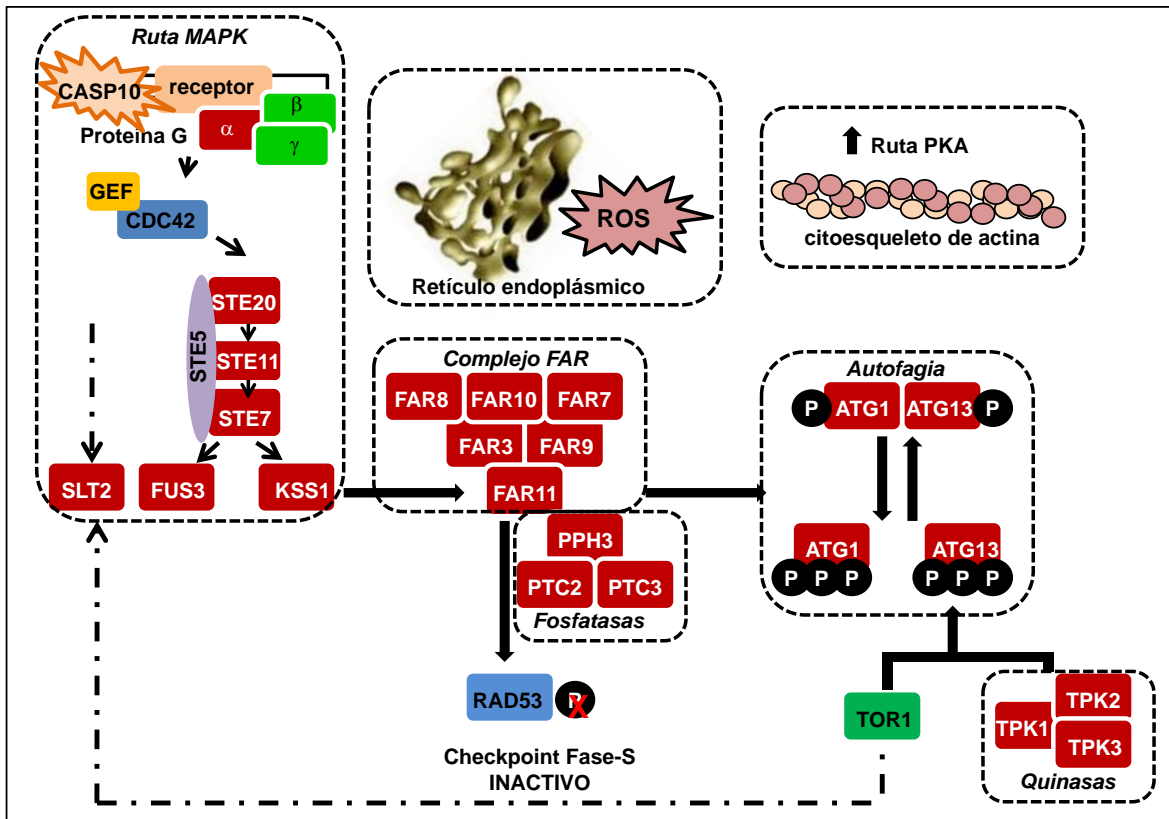 Ruta MAPK
CASP10
receptor
β
Proteína G
α
γ
GEF
CDC42
STE5
STE20
STE11
STE7
SLT2
FUS3
KSS1
ROS
Retículo endoplásmico
Ruta PKA
citoesqueleto de actina
Complejo FAR
FAR8
FAR10
FAR7
FAR3
FAR9
FAR11
PPH3
PTC2
PTC3
Fosfatasas
RAD53
P
X
Checkpoint Fase-S
INACTIVO
Autofagia
P
ATG1
ATG13
P
ATG1
P P P
ATG13
P P P
TOR1
TPK2
TPK1
TPK3
Quinasas